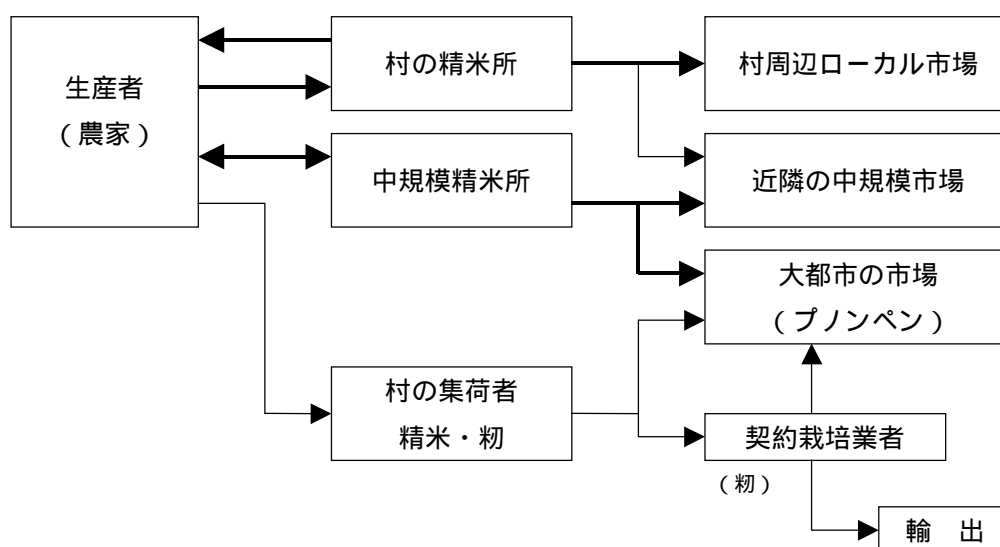 生産者
(農家)
村の精米所
村周辺ローカル市場
中規模精米所
近隣の中規模市場
大都市の市場
(プノンペン)
村の集荷者
精米・籾
契約栽培業者
(籾)
輸 出